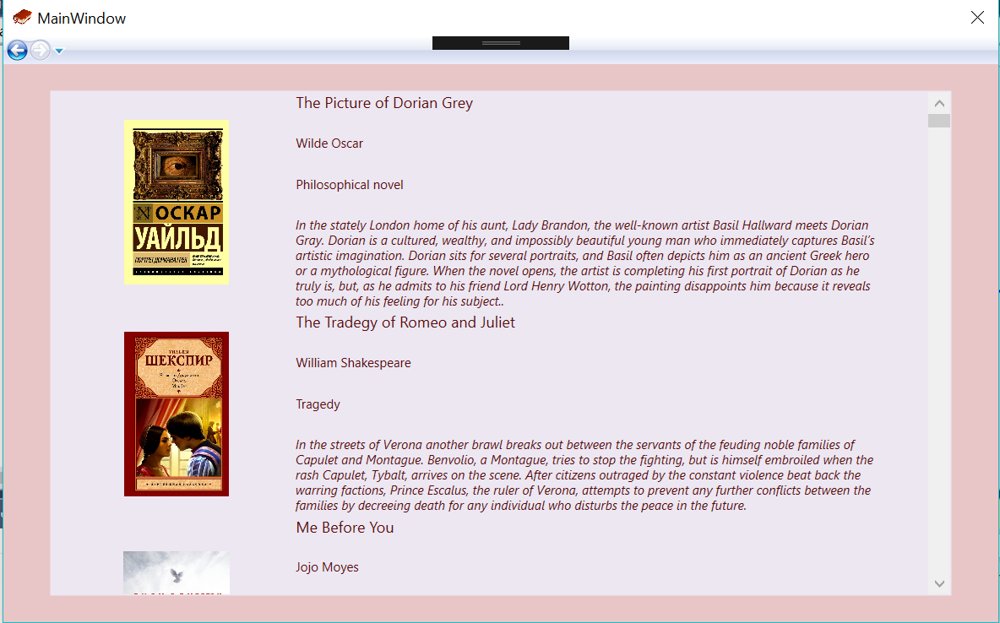 MainWindow
The Picture of Dorian Grey
Wilde Oscar
Philosophical novel
In the stately London home of his aunt, Lady Brandon, the well-known artist Basil Hallward meets Dorian
Gray. Dorian is a cultured, wealthy, and impossibly beautiful young man who immediately captures Basil's
artistic imagination. Dorian sits for several portraits, and Basil often depicts him as an ancient Greek hero
or a mythological figure. When the novel opens, the artist is completing his first portrait of Dorian as he
truly is, but, as he admits to his friend Lord Henry Wotton, the painting disappoints him because it reveals
too much of his feeling for his subject..
ОСКАР
УАЙЛЬД
ПОРТРЕТ ДОРИАНА ГРЕЯ
The Tradegy of Romeo and Juliet
William Shakespeare
Tragedy
In the streets of Verona another brawl breaks out between the servants of the feuding noble families of
Capulet and Montague. Benvolio, a Montague, tries to stop the fighting, but is himself embroiled when the
rash Capulet, Tybalt, arrives on the scene. After citizens outraged by the constant violence beat back the
warring factions, Prince Escalus, the ruler of Verona, attempts to prevent any further conflicts between the
families by decreeing death for any individual who disturbs the peace in the future.
УИЛЬЯМ
ШЕКСПИР
Me Before You
Jojo Moyes